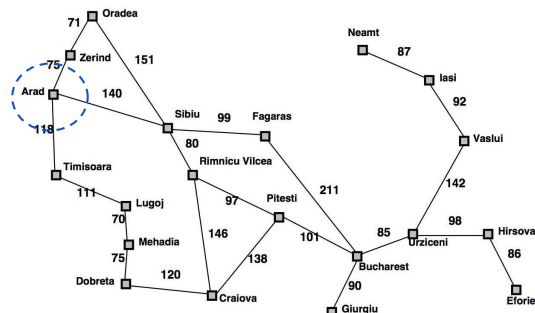 Oradea
71
Neamt
87
Zerind
75
151
Iasi
Arad
140
92
Sibiu
99
Fagaras
118
80
Vaslui
Rimnicu Vilcea
Timisoara
142
111
211
Lugoj
97
Pitesti
70
98
Hirsova
146
85
Urziceni
Mehadia
101
86
75
138
Bucharest
120
90
Dobreta
Craiova
Eforie
Giurgiu